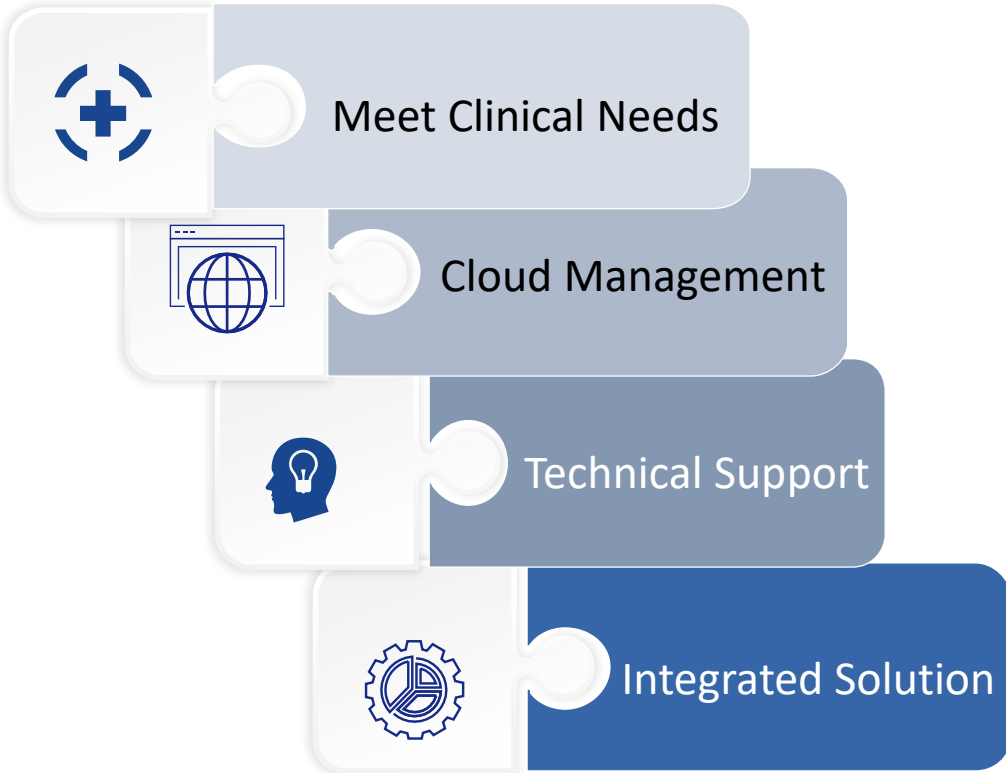 Meet Clinical Needs
Cloud Management
Technical Support
Integrated Solution